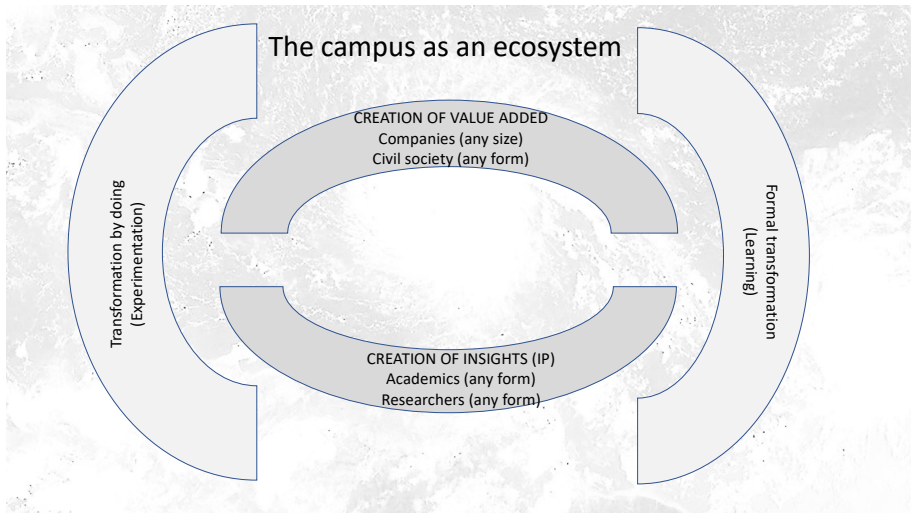 The campus as an ecosystem
CREATION OF VALUE ADDED
Companies (any size)
Civil society (any form)
Transformation by doing
(Experimentation)
Formal transformation
(Learning)
CREATION OF INSIGHTS (IP)
Academics (any form)
Researchers (any form)